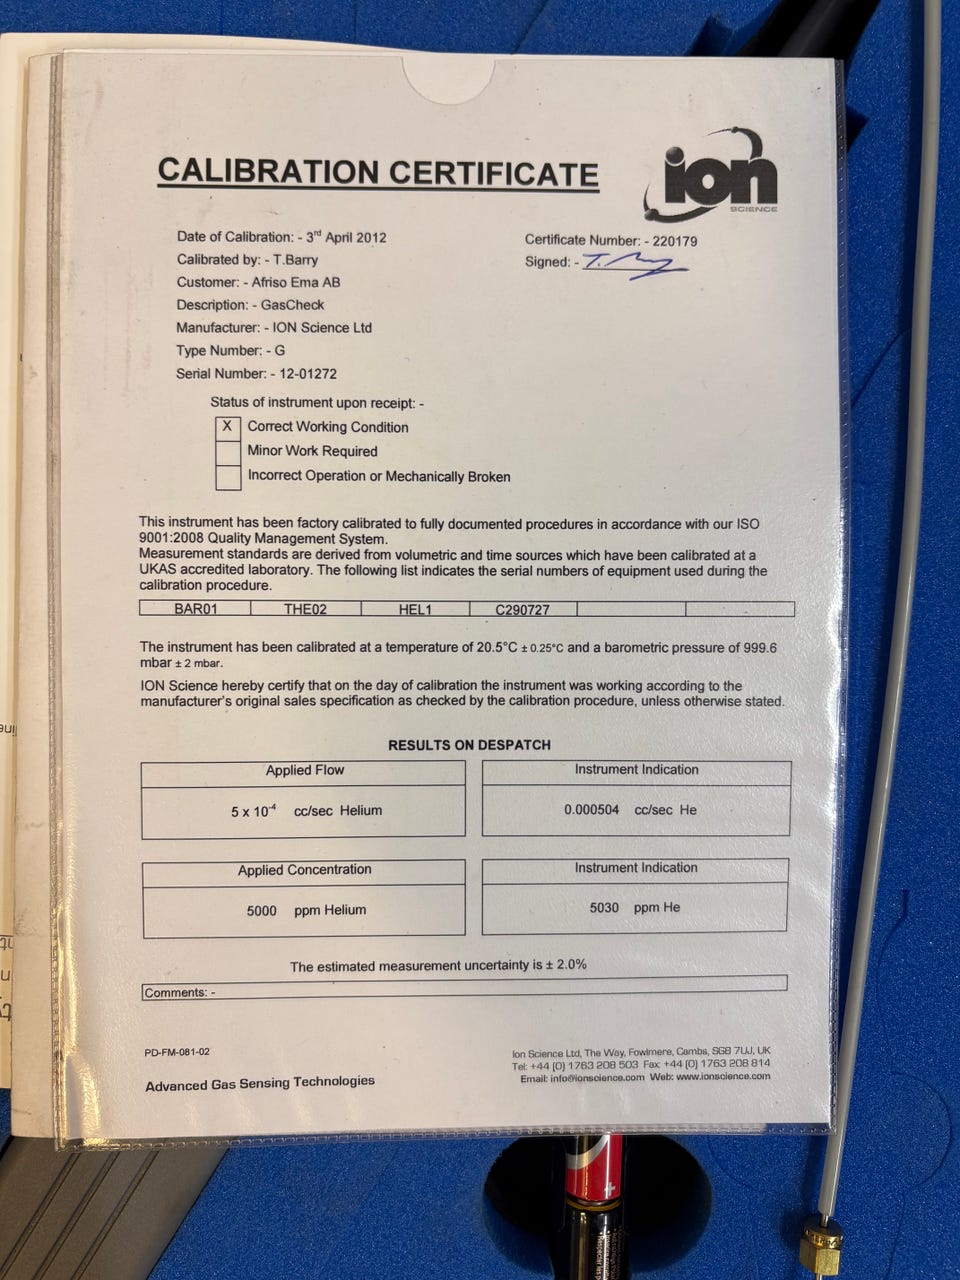 CALIBRATION CERTIFICATE
ion
SCIENCE
Date of Calibration: - 3rd April 2012
Calibrated by: - T.Barry
Customer: - Afriso Ema AB
Description: - GasCheck
Manufacturer: - ION Science Ltd
Type Number: - G
Serial Number: - 12-01272
Certificate Number: - 220179
Signed: -
Status of instrument upon receipt: -
X Correct Working Condition
Minor Work Required
Incorrect Operation or Mechanically Broken
This instrument has been factory calibrated to fully documented procedures in accordance with our ISO
9001:2008 Quality Management System.
Measurement standards are derived from volumetric and time sources which have been calibrated at a
UKAS accredited laboratory. The following list indicates the serial numbers of equipment used during the
calibration procedure.
BAR01 THE02 HEL1 C290727
The instrument has been calibrated at a temperature of 20.5°C ± 0.25°C and a barometric pressure of 999.6
mbar ± 2 mbar.
ION Science hereby certify that on the day of calibration the instrument was working according to the
manufacturer's original sales specification as checked by the calibration procedure, unless otherwise stated.
RESULTS ON DESPATCH
Applied Flow Instrument Indication
5 x 10⁻⁴ cc/sec Helium 0.000504 cc/sec He
Applied Concentration Instrument Indication
5000 ppm Helium 5030 ppm He
The estimated measurement uncertainty is ± 2.0%
Comments: -
PD-FM-081-02
Advanced Gas Sensing Technologies
Ion Science Ltd, The Way, Fowlmere, Cambs, SG8 7UJ, UK
Tel: +44 (0) 1763 208 503 Fax +44 (0) 1763 208 814
Email: info@ionscience.com Web: www.ionscience.com